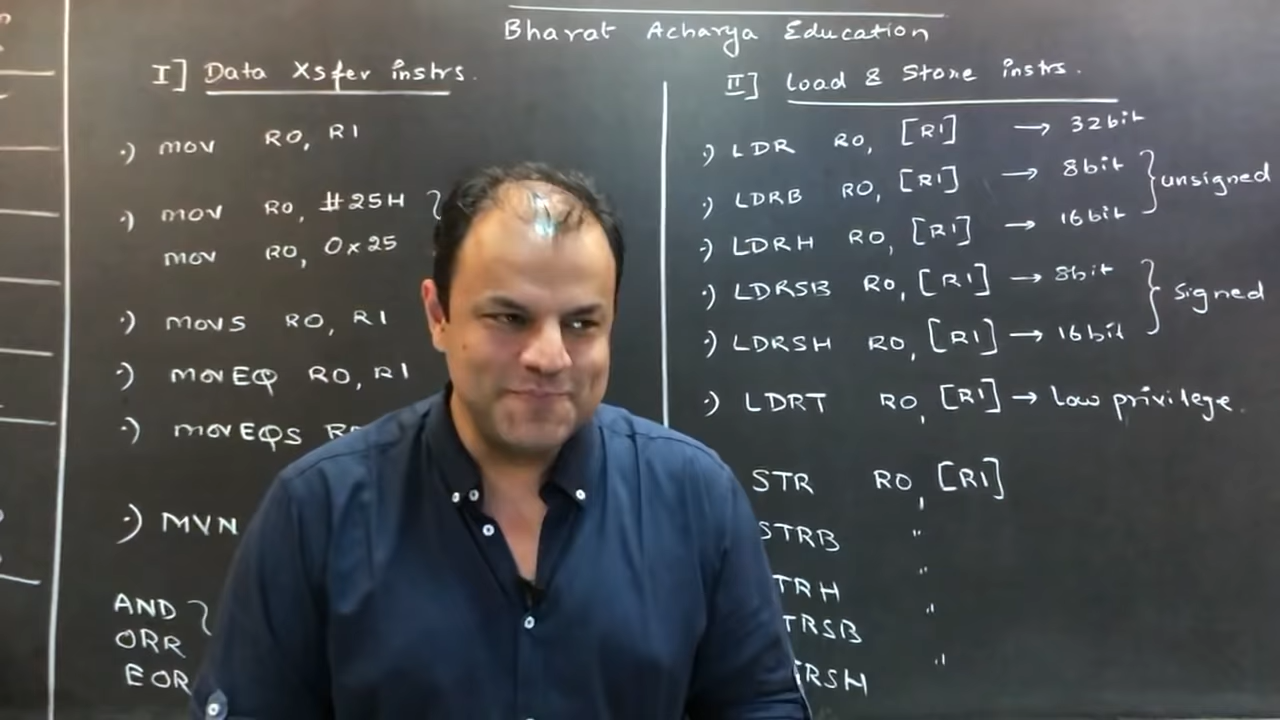 Bharat Acharya Education
I] Data Xsfer instrs.
·) MOV R0, R1
·) MOV R0, #25H
MOV R0, 0x25
·) MOVS R0, R1
·) MOVEQ R0, R1
·) MOVEQS
·) MVN
AND
ORR
EOR
II] Load & Store instrs.
·) LDR R0, [R1] → 32bit
·) LDRB R0, [R1] → 8bit
unsigned
·) LDRH R0, [R1] → 16bit
·) LDRSB R0, [R1] → 8bit
Signed
·) LDRSH R0, [R1] → 16bit
·) LDRT R0, [R1] → low privilege.
STR R0, [R1]
STRB "
TRH "
TRSB "
RSH "